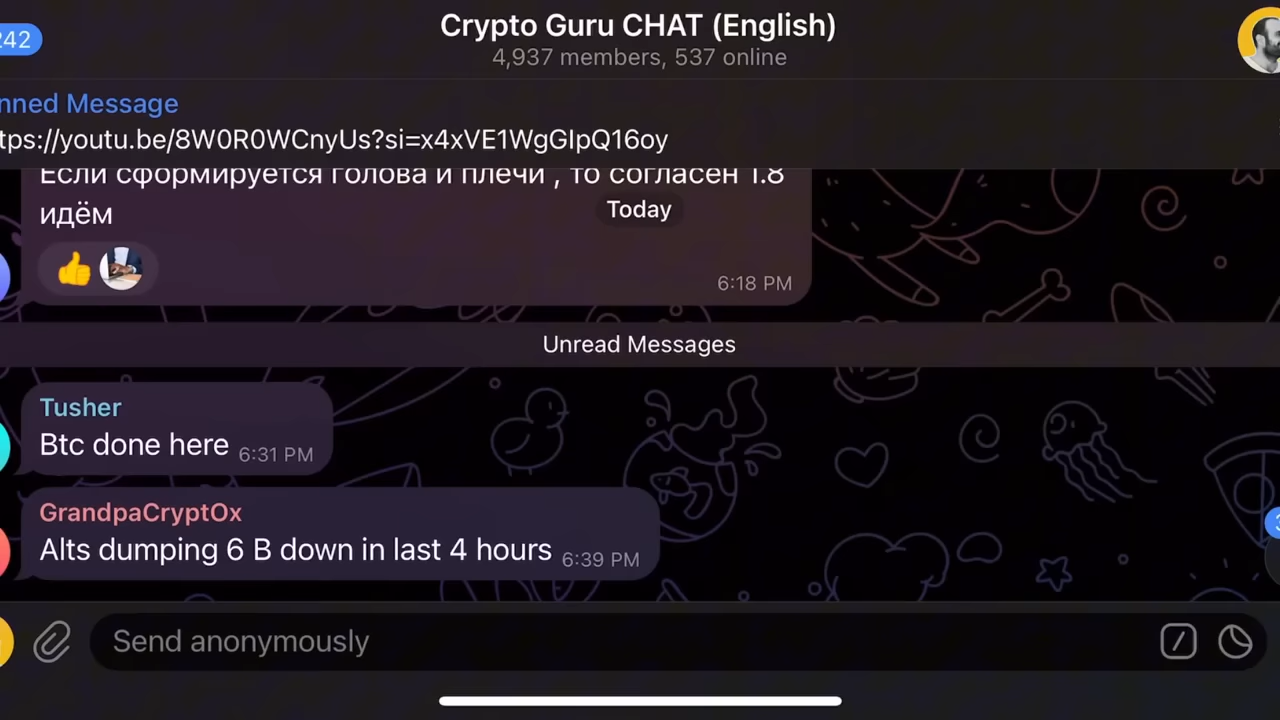 242
Crypto Guru CHAT (English)
4,937 members, 537 online
nned Message
tps://youtu.be/8W0R0WCnyUs?si=x4xVE1WgGIpQ16oy
Если сформируется голова и плечи , то согласен 1.8
идём
Today
6:18 PM
Unread Messages
Tusher
Btc done here 6:31 PM
GrandpaCryptOx
Alts dumping 6 B down in last 4 hours 6:39 PM
Send anonymously